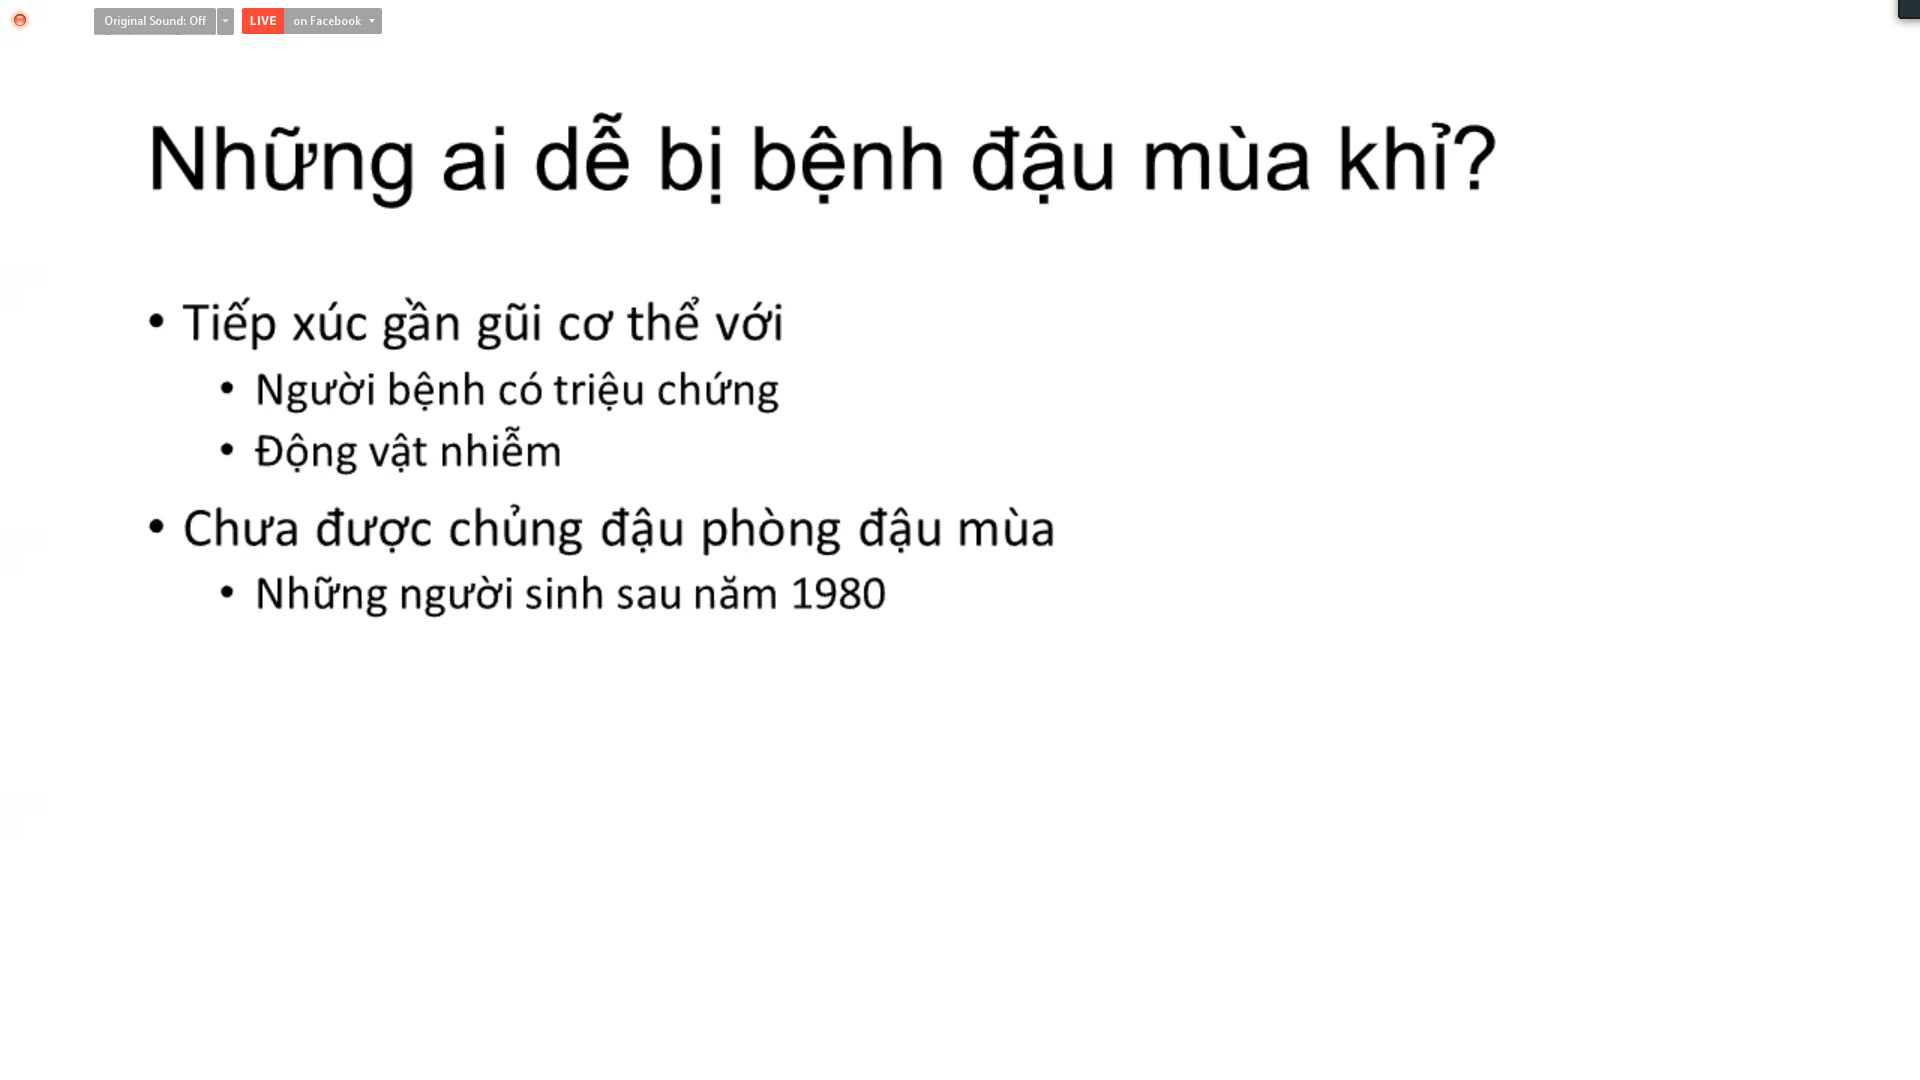 Original Sound: Off LIVE on Facebook
Những ai dễ bị bệnh đậu mùa khỉ?
• Tiếp xúc gần gũi cơ thể với
• Người bệnh có triệu chứng
• Động vật nhiễm
• Chưa được chủng đậu phòng đậu mùa
• Những người sinh sau năm 1980